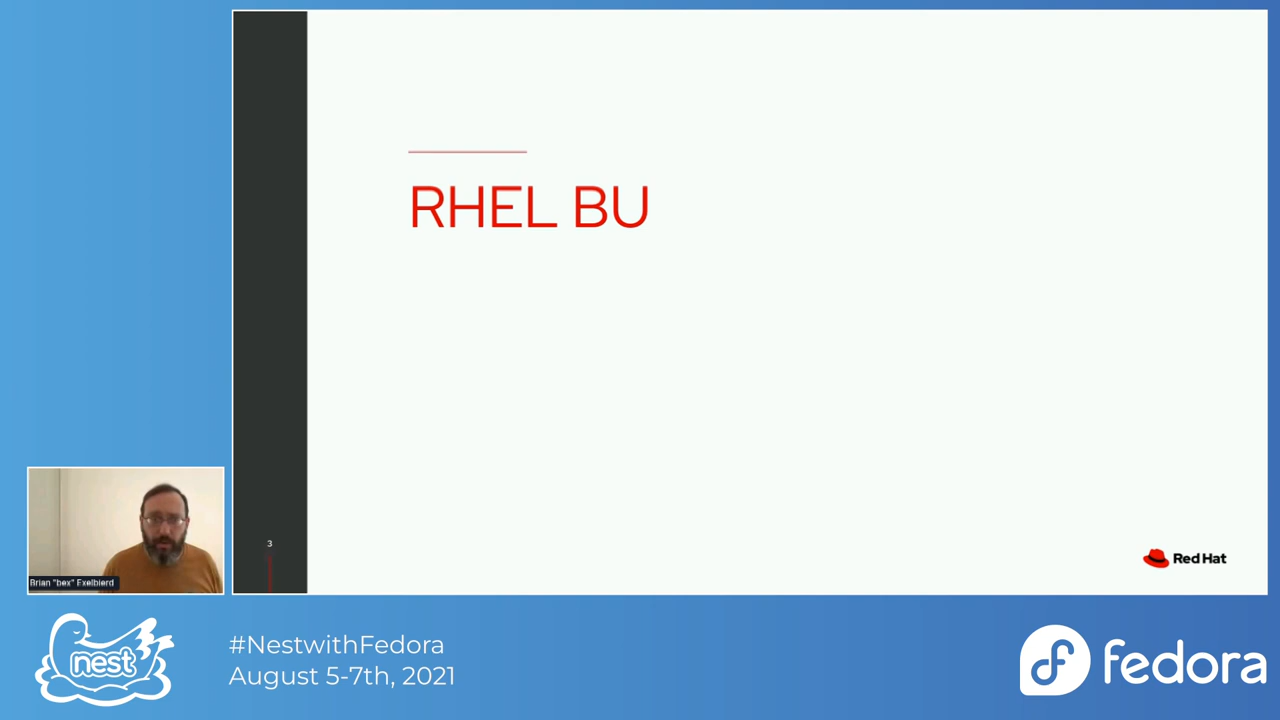 RHEL BU
3
Red Hat
Brian "bex" Exelbierd
nest
#NestwithFedora
August 5-7th, 2021
fedora